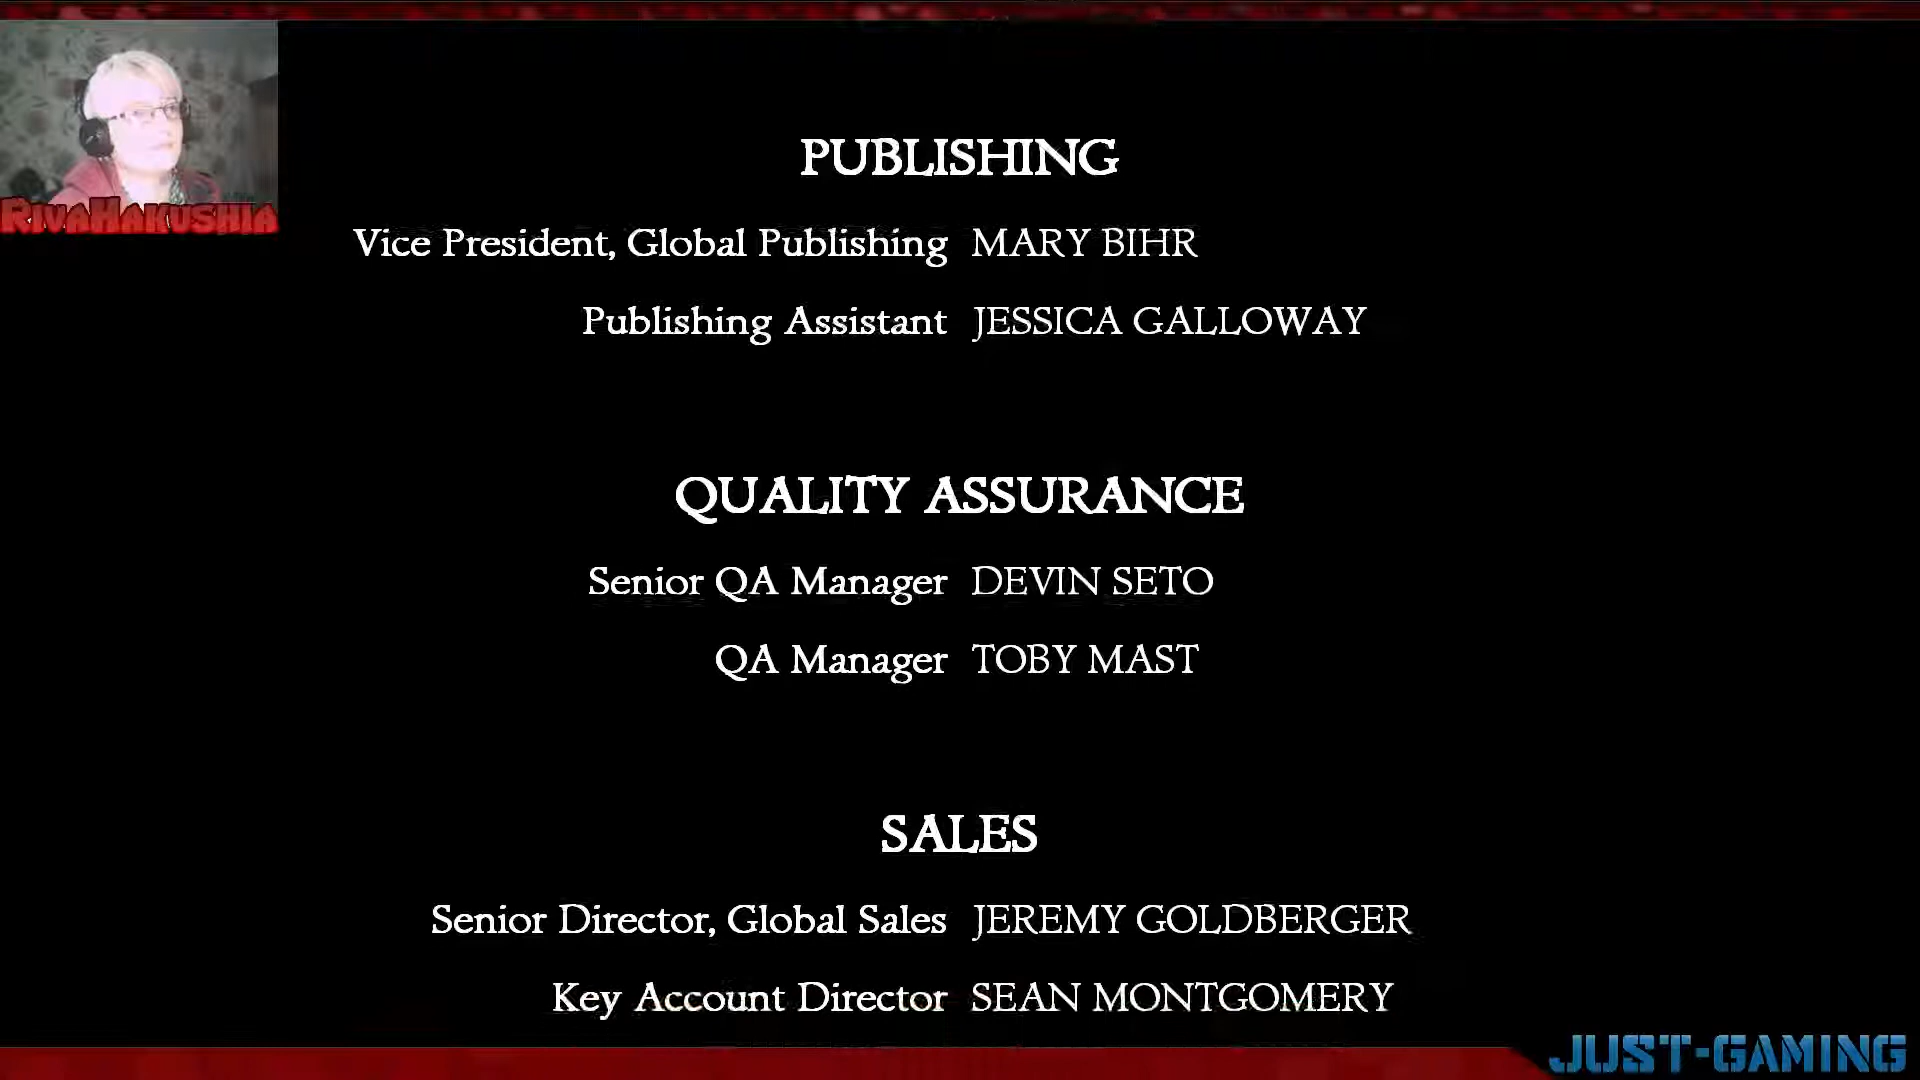 RIVAHAKUSHIA
PUBLISHING
Vice President, Global Publishing MARY BIHR
Publishing Assistant JESSICA GALLOWAY
QUALITY ASSURANCE
Senior QA Manager DEVIN SETO
QA Manager TOBY MAST
SALES
Senior Director, Global Sales JEREMY GOLDBERGER
Key Account Director SEAN MONTGOMERY
JUST-GAMING